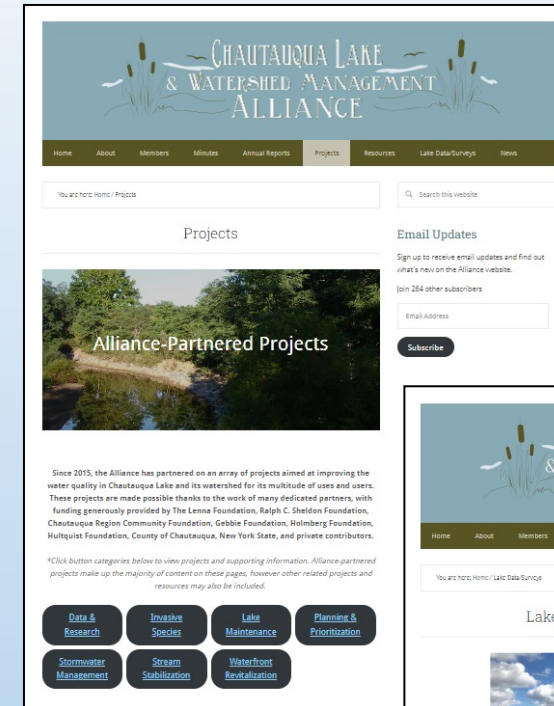 CHAUTAUQUA LAKE
& WATERSHED MANAGEMENT
ALLIANCE
Home About Members Minutes Annual Reports Projects Resources Lake Data/Surveys News
You are here: Home / Projects
Search this website
Projects
Alliance-Partnered Projects
Email Updates
Sign up to receive email updates and find out
what's new on the Alliance website.
Join 264 other subscribers
Email Address
Subscribe
Since 2015, the Alliance has partnered on an array of projects aimed at improving the
water quality in Chautauqua Lake and its watershed for its multitude of uses and users.
These projects are made possible thanks to the work of many dedicated partners, with
funding generously provided by The Lenna Foundation, Ralph C. Sheldon Foundation,
Chautauqua Region Community Foundation, Gebbie Foundation, Holmberg Foundation,
Hultquist Foundation, County of Chautauqua, New York State, and private contributors.
*Click button categories below to view projects and supporting information. Alliance-partnered
projects make up the majority of content on these pages, however other related projects and
resources may also be included.
Data &
Research
Invasive
Species
Lake
Maintenance
Planning &
Prioritization
Stormwater
Management
Stream
Stabilization
Waterfront
Revitalization
&
Home About Members
You are here: Home / Lake Data/Surveys
Lake